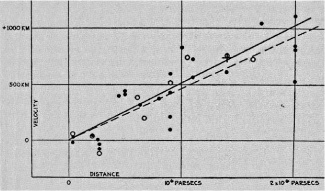 +1000 KM
500 KM
VELOCITY
0
DISTANCE
0
10⁶ PARSECS
2 x 10⁶ PARSECS